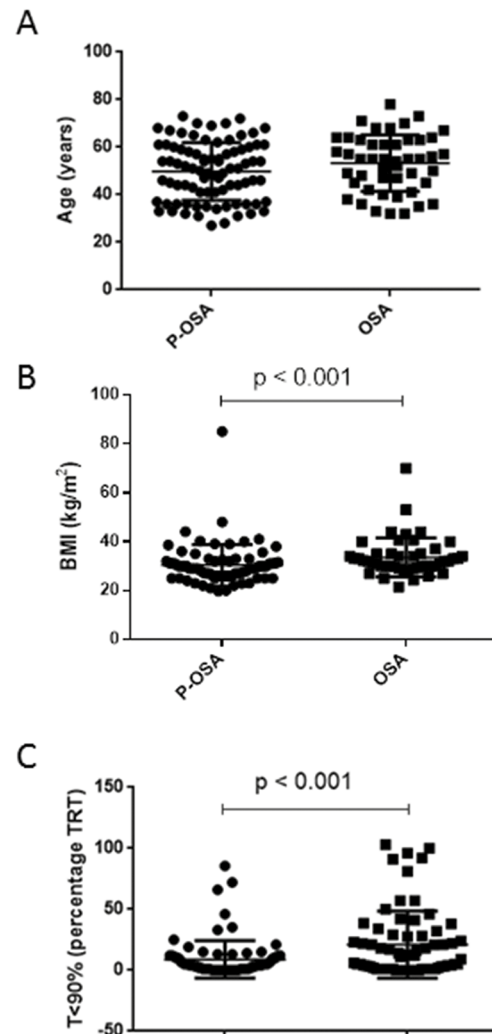 A
Age (years)
100
80
60
40
20
0
P-OSA
OSA
B
p < 0.001
BMI (kg/m²)
100
80
60
40
20
0
P-OSA
OSA
C
p < 0.001
T<90% (percentage TRT)
150
100
50
0
-50